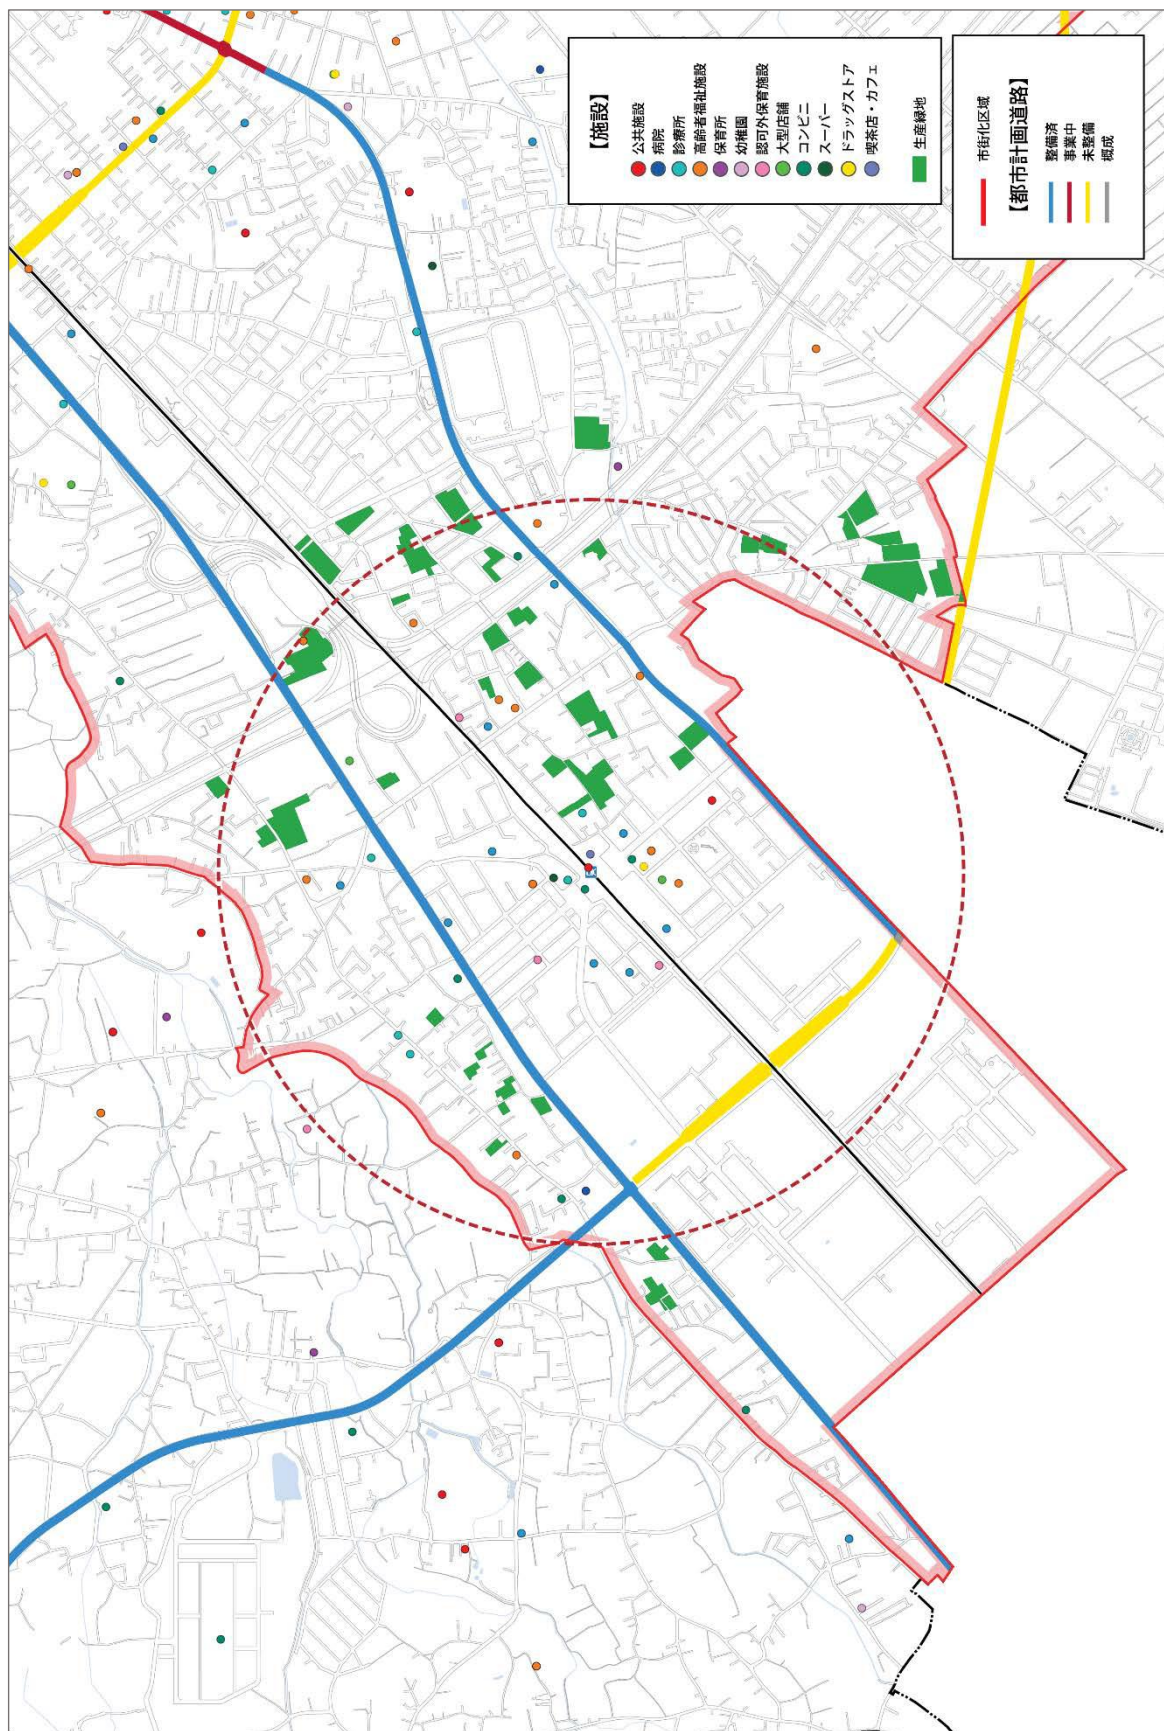 【施設】
公共施設
病院
診療所
高齢者福祉施設
保育所
幼稚園
認可外保育施設
大型店舗
コンビニ
スーパー
ドラッグストア
喫茶店・カフェ
生産緑地
市街化区域
【都市計画道路】
整備済
事業中
未整備
概成